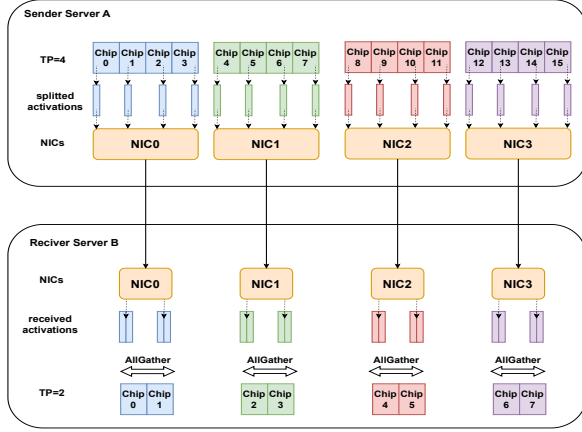 Sender Server A
TP=4
Chip 0 Chip 1 Chip 2 Chip 3 Chip 4 Chip 5 Chip 6 Chip 7 Chip 8 Chip 9 Chip 10 Chip 11 Chip 12 Chip 13 Chip 14 Chip 15
splitted
activations
NICs NIC0 NIC1 NIC2 NIC3
Reciver Server B
NICs NIC0 NIC1 NIC2 NIC3
received
activations
AllGather AllGather AllGather AllGather
TP=2
Chip 0 Chip 1 Chip 2 Chip 3 Chip 4 Chip 5 Chip 6 Chip 7